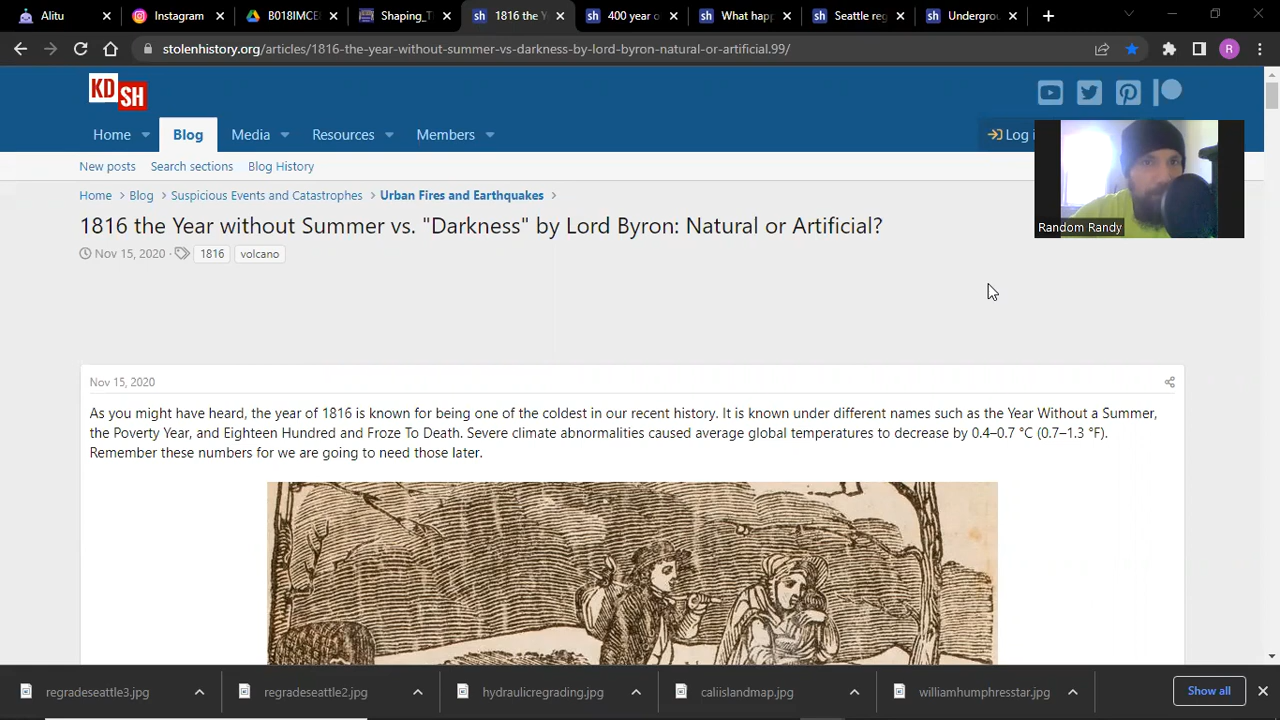 Alitu
Instagram
B018IMCE
Shaping_T
1816 the Y
400 year o
What happ
Seattle reg
Undergrou
stolenhistory.org/articles/1816-the-year-without-summer-vs-darkness-by-lord-byron-natural-or-artificial.99/
R
KD
SH
Home
Blog
Media
Resources
Members
Log i
New posts
Search sections
Blog History
Home > Blog > Suspicious Events and Catastrophes > Urban Fires and Earthquakes >
1816 the Year without Summer vs. "Darkness" by Lord Byron: Natural or Artificial?
Random Randy
Nov 15, 2020
1816
volcano
Nov 15, 2020
As you might have heard, the year of 1816 is known for being one of the coldest in our recent history. It is known under different names such as the Year Without a Summer,
the Poverty Year, and Eighteen Hundred and Froze To Death. Severe climate abnormalities caused average global temperatures to decrease by 0.4–0.7 °C (0.7–1.3 °F).
Remember these numbers for we are going to need those later.
regradeseattle3.jpg
regradeseattle2.jpg
hydraulicregrading.jpg
caliislandmap.jpg
williamhumphresstar.jpg
Show all